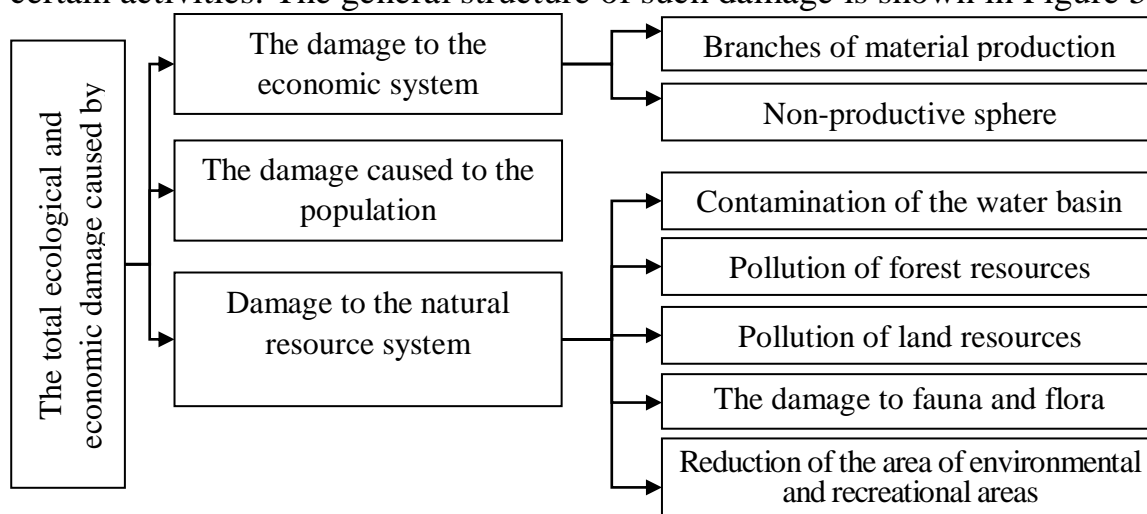 certain activities. The general structure of such damage is shown in Figure 3
The total ecological and
economic damage caused by
The damage to the
economic system
The damage caused to the
population
Damage to the natural
resource system
Branches of material production
Non-productive sphere
Contamination of the water basin
Pollution of forest resources
Pollution of land resources
The damage to fauna and flora
Reduction of the area of environmental
and recreational areas